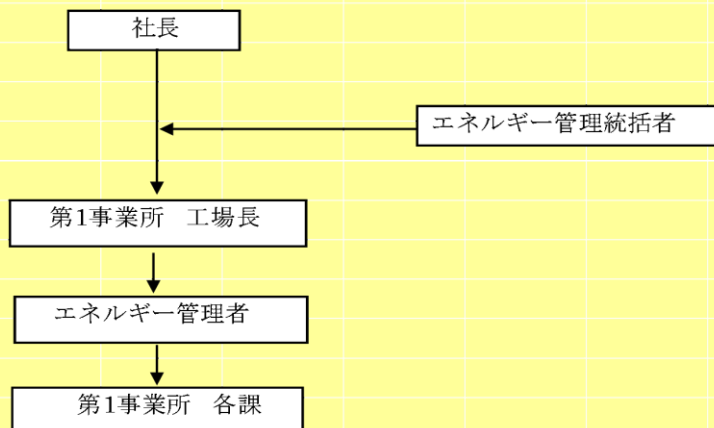 社長
エネルギー管理統括者
第1事業所　工場長
エネルギー管理者
第1事業所　各課